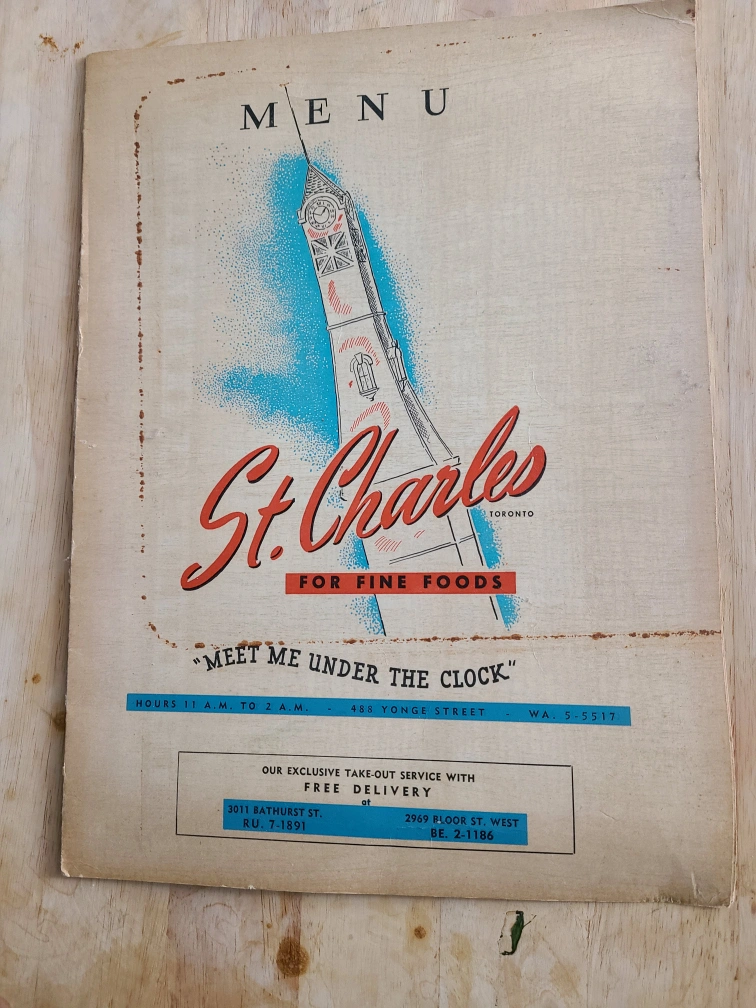 MENU
St. Charles
TORONTO
FOR FINE FOODS
"MEET ME UNDER THE CLOCK"
HOURS 11 A.M. TO 2 A.M. - 488 YONGE STREET - WA. 5-5517
OUR EXCLUSIVE TAKE-OUT SERVICE WITH
FREE DELIVERY
at
3011 BATHURST ST.
RU. 7-1891
2969 BLOOR ST. WEST
BE. 2-1186